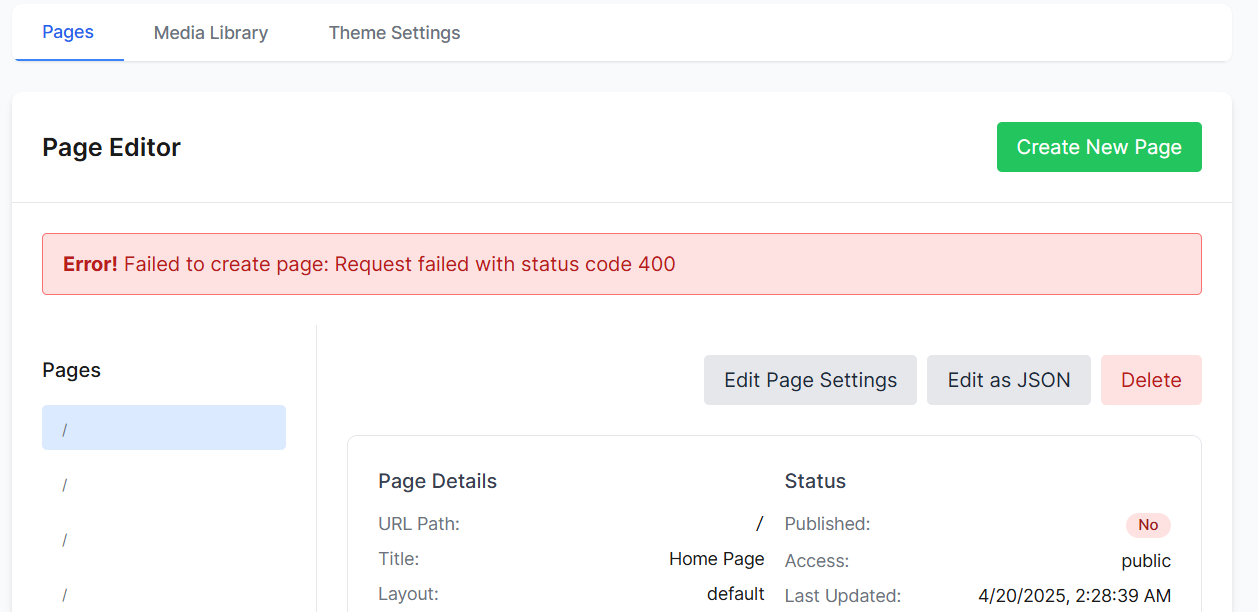 Pages Media Library Theme Settings
Page Editor Create New Page
Error! Failed to create page: Request failed with status code 400
Pages
/
/
/
/
Edit Page Settings Edit as JSON Delete
Page Details
URL Path: /
Title: Home Page
Layout: default
Status
Published: No
Access: public
Last Updated: 4/20/2025, 2:28:39 AM